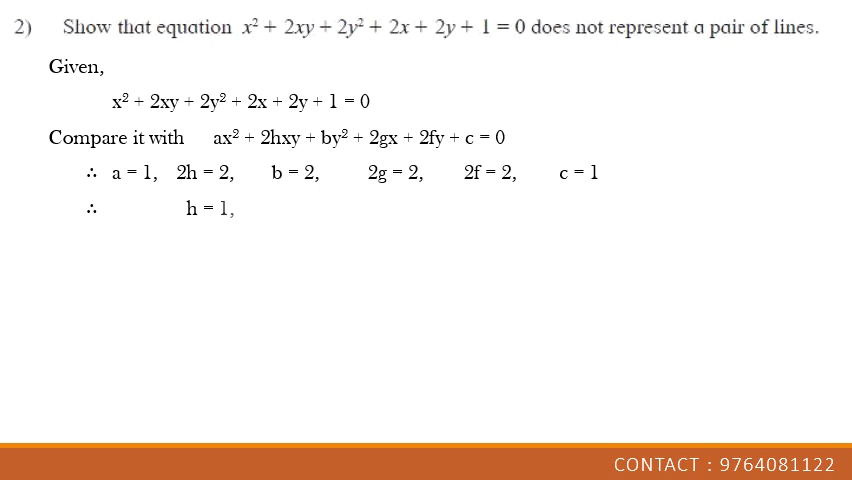 2) Show that equation x² + 2xy + 2y² + 2x + 2y + 1 = 0 does not represent a pair of lines.
Given,
x² + 2xy + 2y² + 2x + 2y + 1 = 0
Compare it with ax² + 2hxy + by² + 2gx + 2fy + c = 0
∴ a = 1, 2h = 2, b = 2, 2g = 2, 2f = 2, c = 1
∴ h = 1,
CONTACT : 9764081122